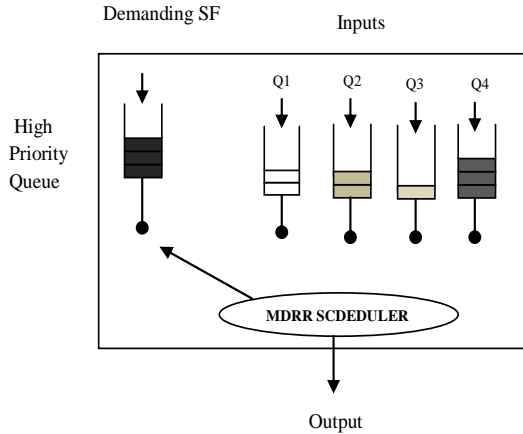 Demanding SF
Inputs
Q1
Q2
Q3
Q4
High
Priority
Queue
MDRR SCDEDULER
Output